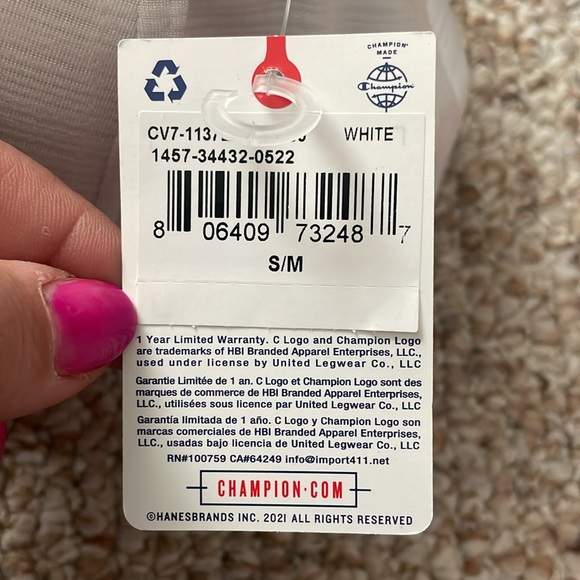 CHAMPION®
MADE
Champion
WHITE
1457-34432-0522
8 06409 73248 7
S/M
1 Year Limited Warranty. C Logo and Champion Logo
are trademarks of HBI Branded Apparel Enterprises, LLC.,
used under license by United Legwear Co., LLC
Garantie Limitée de 1 an. C Logo et Champion Logo sont des
marques de commerce de HBI Branded Apparel Enterprises,
LLC., utilisées sous licence par United Legwear Co., LLC
Garantía limitada de 1 año. C Logo y Champion Logo son
marcas comerciales de HBI Branded Apparel Enterprises,
LLC., usadas bajo licencia de United Legwear Co., LLC
RN#100759 CA#64249 info@import411.net
CHAMPION·COM
©HANESBRANDS INC. 2021 ALL RIGHTS RESERVED